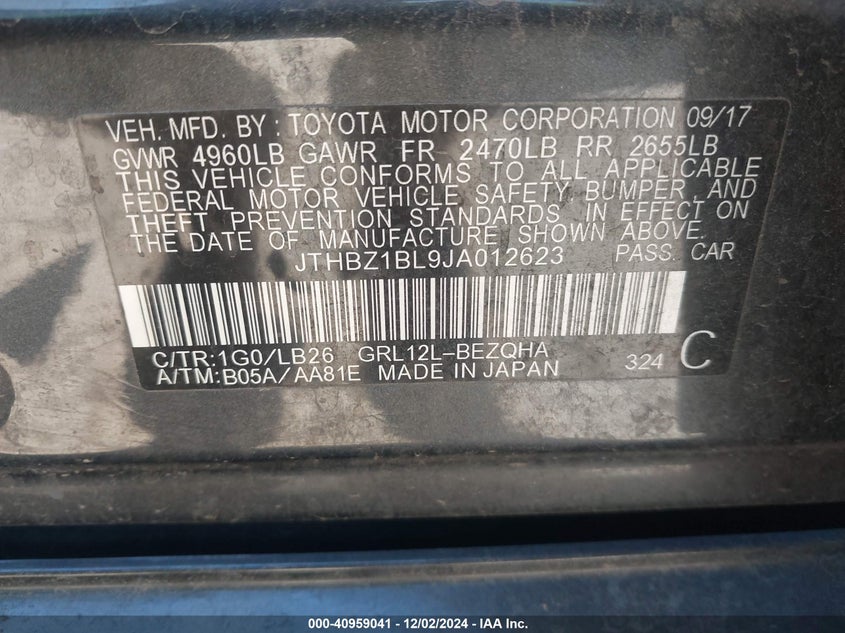 VEH. MFD. BY : TOYOTA MOTOR CORPORATION 09/17
GVWR 4960LB GAWR FR 2470LB RR 2655LB
THIS VEHICLE CONFORMS TO ALL APPLICABLE
FEDERAL MOTOR VEHICLE SAFETY, BUMPER, AND
THEFT PREVENTION STANDARDS IN EFFECT ON
THE DATE OF MANUFACTURE SHOWN ABOVE.
JTHBZ1BL9JA012623 PASS. CAR
C/TR:1G0/LB26 GRL12L-BEZQHA
A/TM:B05A/AA81E MADE IN JAPAN 324 C
000-40959041 - 12/02/2024 - IAA Inc.